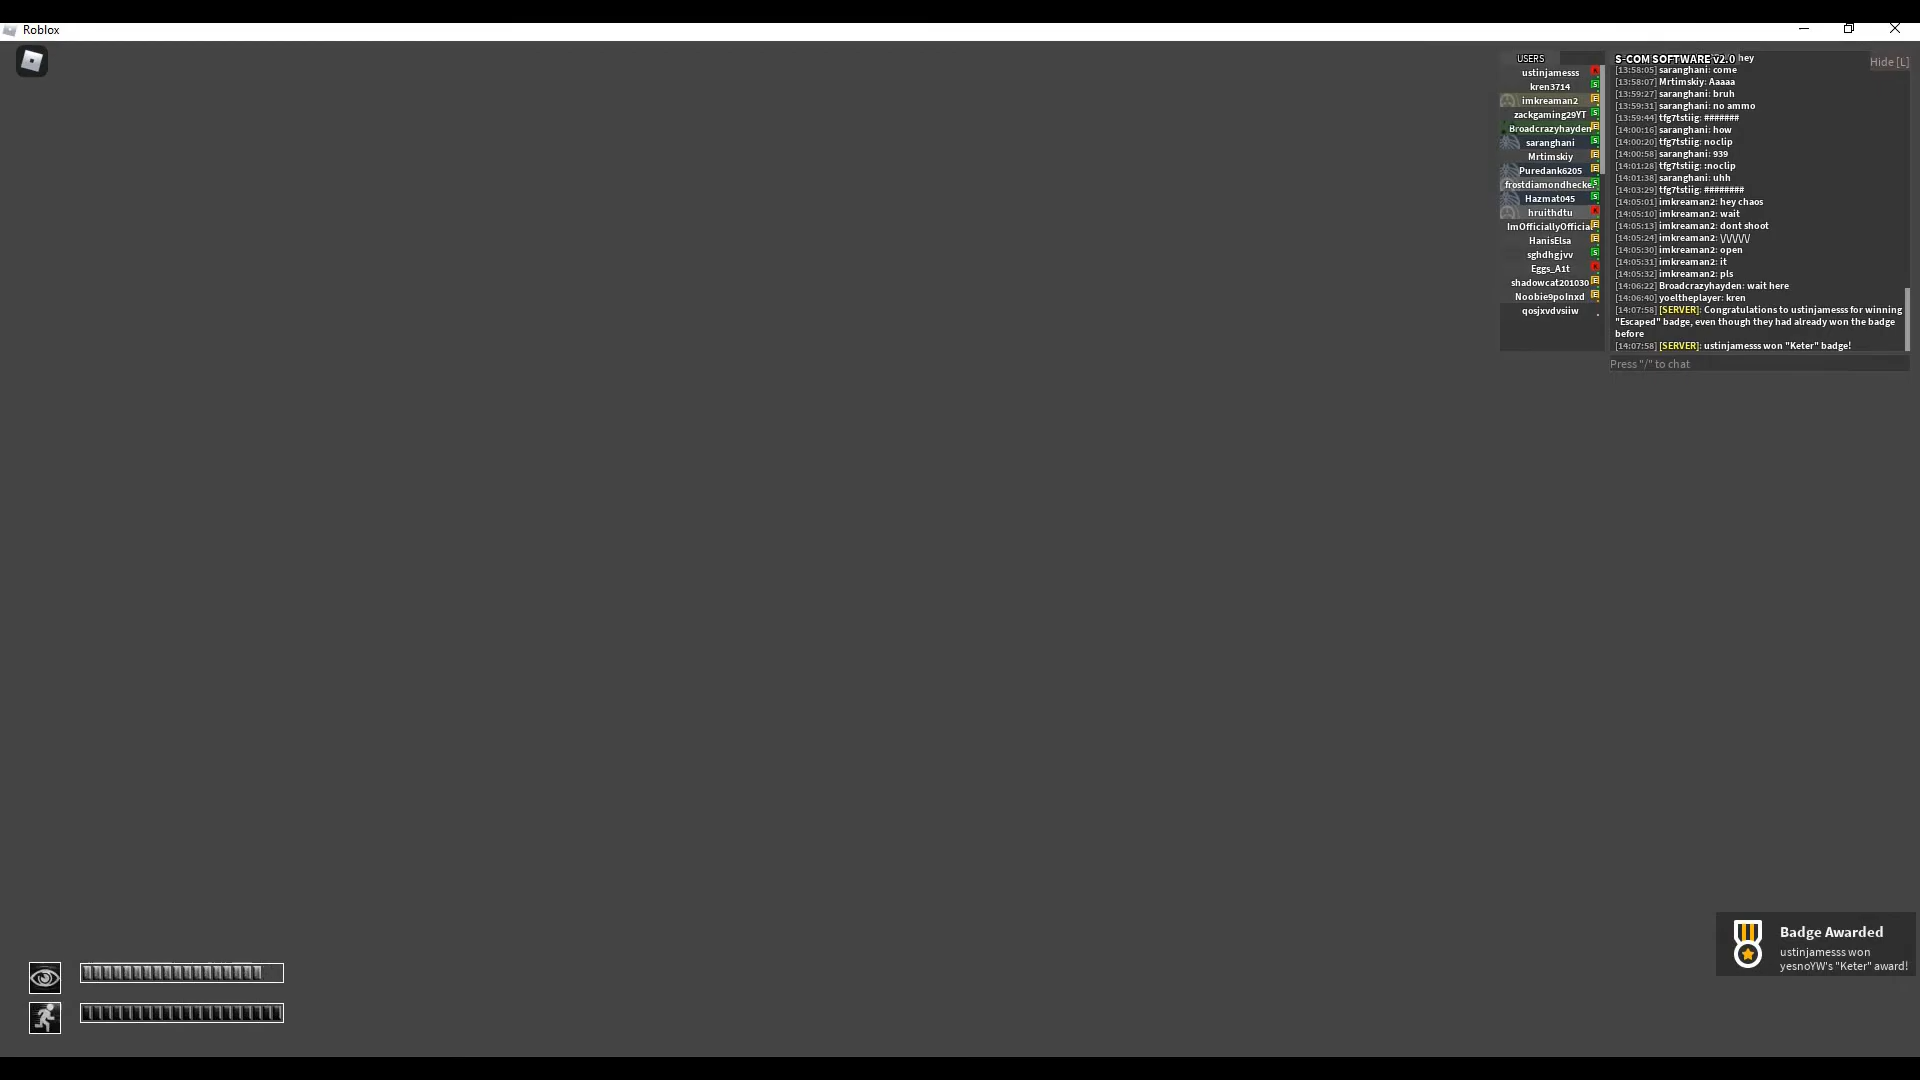 Roblox
USERS
ustinjamesss
kren3714
imkreaman2
zackgaming29YT
Broadcrazyhayden
saranghani
Mrtimskiy
Puredank6205
frostdiamondhecke
Hazmat045
hruithdtu
ImOfficiallyOfficia
HanisElsa
sghdhgjvv
Eggs_A1t
shadowcat201030
Noobie9polnxd
qosjxvdvsiiw
S-COM SOFTWARE v2.0 hey
Hide [L]
[13:58:05] saranghani: come
[13:58:07] Mrtimskiy: Aaaaa
[13:59:27] saranghani: bruh
[13:59:31] saranghani: no ammo
[13:59:44] tfg7tstiig: #######
[14:00:16] saranghani: how
[14:00:20] tfg7tstiig: noclip
[14:00:58] saranghani: 939
[14:01:28] tfg7tstiig: :noclip
[14:01:38] saranghani: uhh
[14:03:29] tfg7tstiig: ########
[14:05:01] imkreaman2: hey chaos
[14:05:10] imkreaman2: wait
[14:05:13] imkreaman2: dont shoot
[14:05:24] imkreaman2: \/\/\/\/\/
[14:05:30] imkreaman2: open
[14:05:31] imkreaman2: it
[14:05:32] imkreaman2: pls
[14:06:22] Broadcrazyhayden: wait here
[14:06:40] yoeltheplayer: kren
[14:07:58] [SERVER]: Congratulations to ustinjamesss for winning
"Escaped" badge, even though they had already won the badge
before
[14:07:58] [SERVER]: ustinjamesss won "Keter" badge!
Press "/" to chat
Badge Awarded
ustinjamesss won
yesnoYW's "Keter" award!